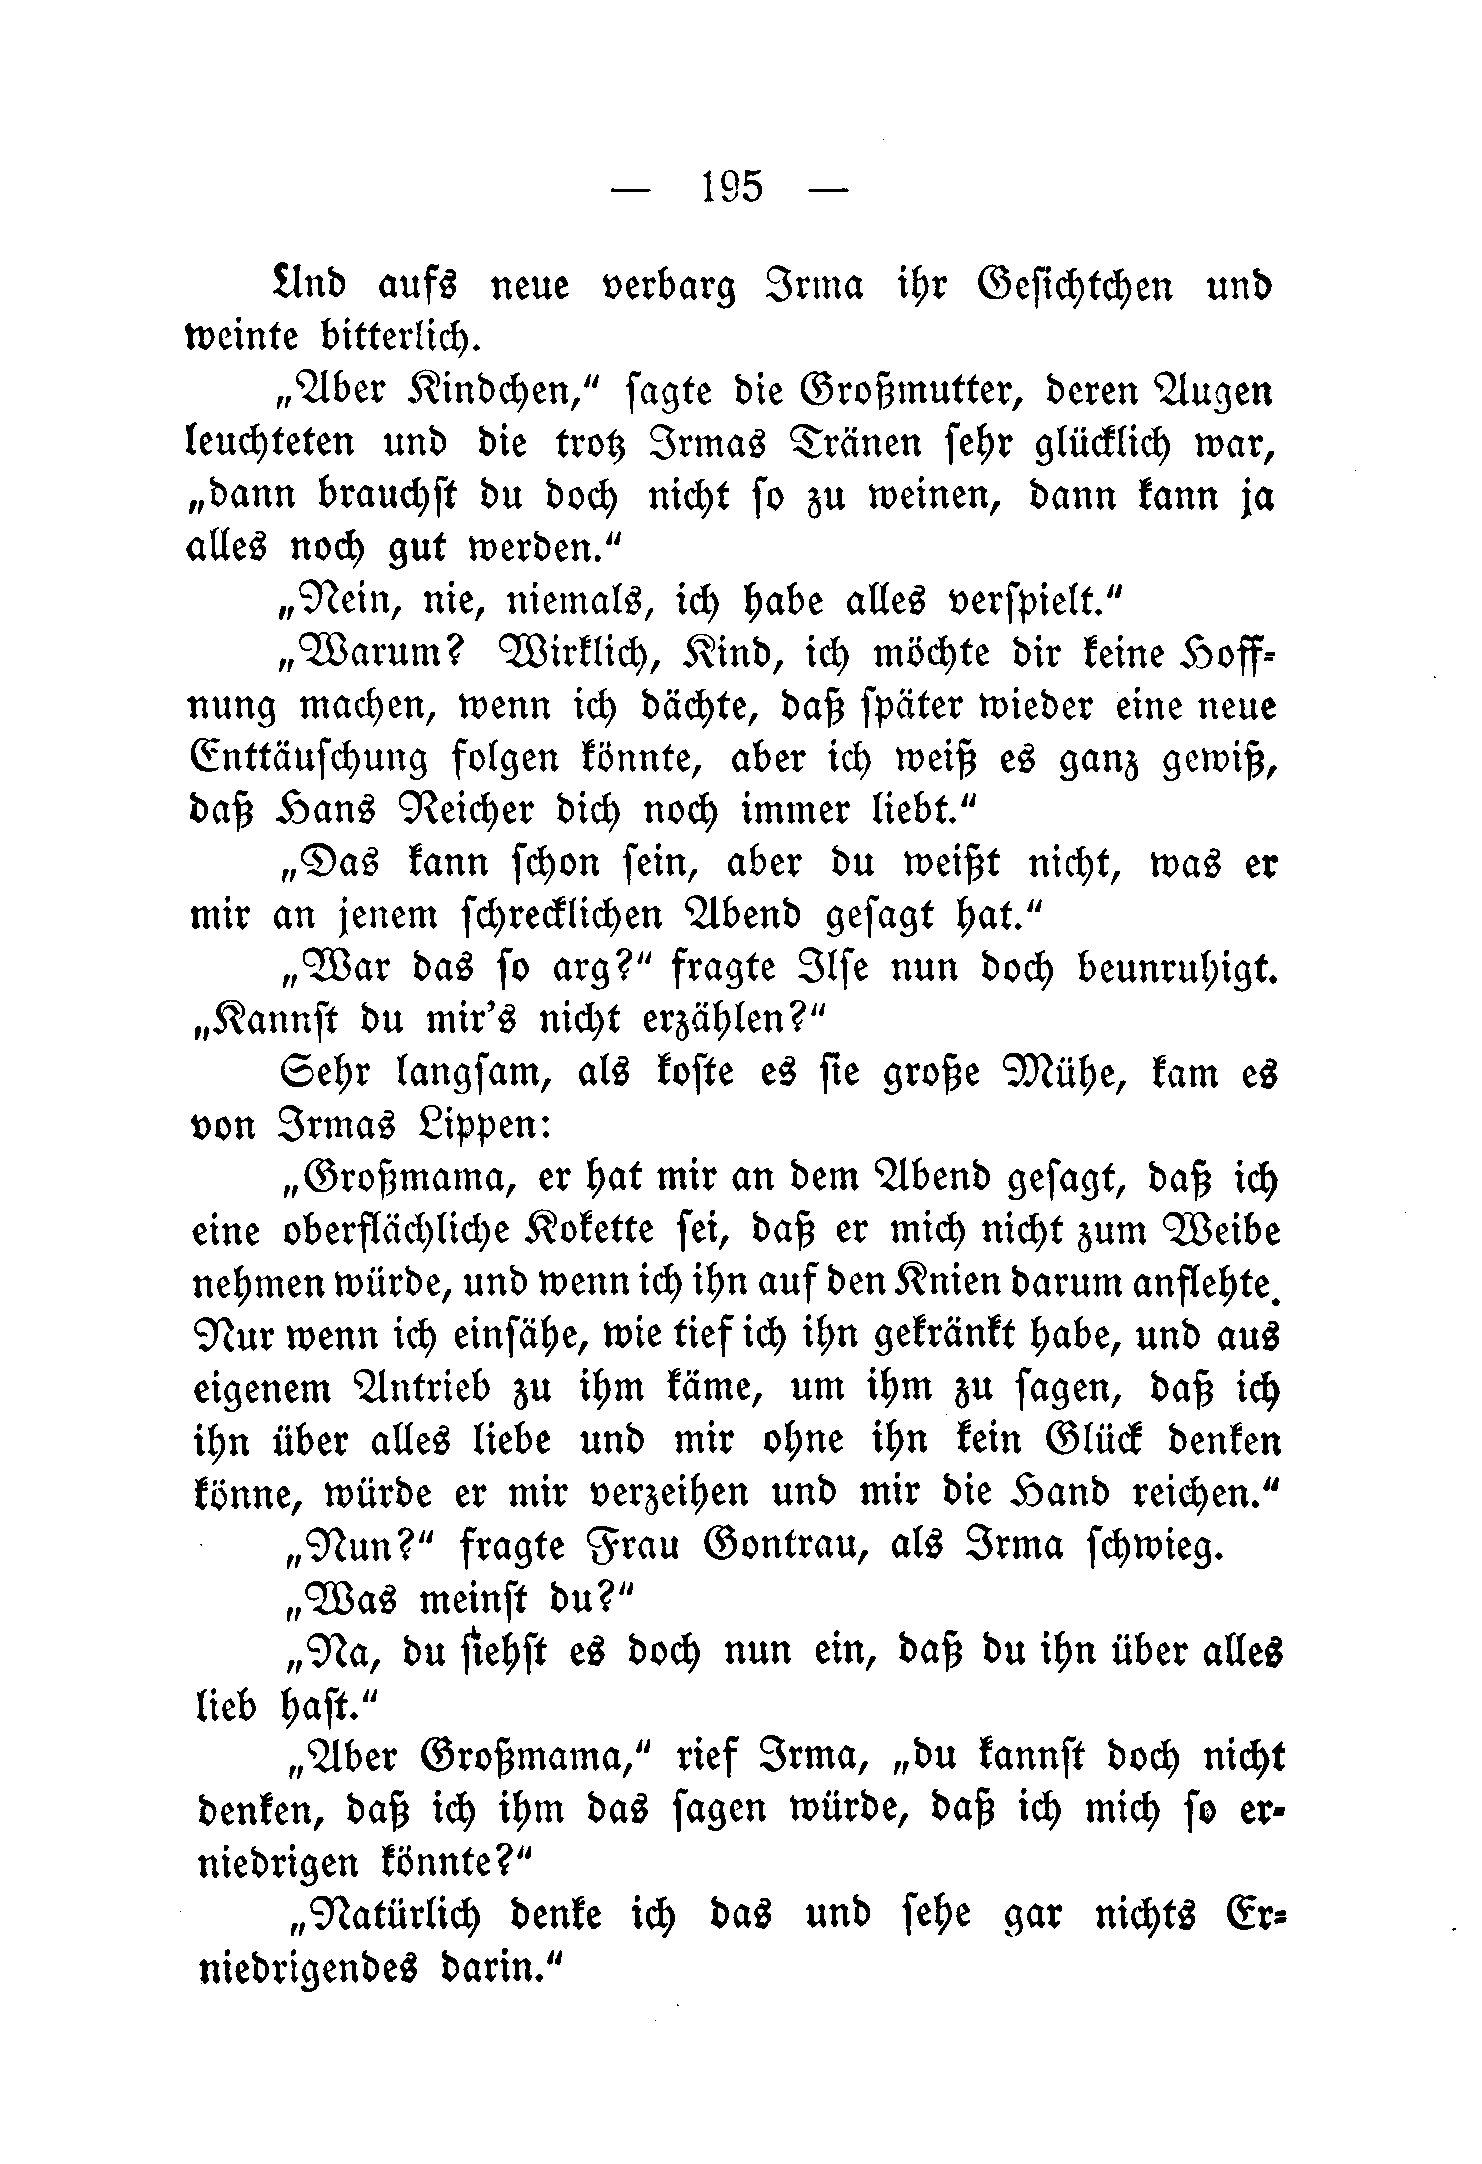 — 195 —
Und aufs neue verbarg Irma ihr Geſichtchen und
weinte bitterlich.
„Aber Kindchen,“ ſagte die Großmutter, deren Augen
leuchteten und die trotz Irmas Tränen ſehr glücklich war,
„dann brauchſt du doch nicht ſo zu weinen, dann kann ja
alles noch gut werden.“
„Nein, nie, niemals, ich habe alles verſpielt.“
„Warum? Wirklich, Kind, ich möchte dir keine Hoff-
nung machen, wenn ich dächte, daß ſpäter wieder eine neue
Enttäuſchung folgen könnte, aber ich weiß es ganz gewiß,
daß Hans Reicher dich noch immer liebt.“
„Das kann ſchon ſein, aber du weißt nicht, was er
mir an jenem ſchrecklichen Abend geſagt hat.“
„War das ſo arg?“ fragte Ilſe nun doch beunruhigt.
„Kannſt du mir's nicht erzählen?“
Sehr langſam, als koſte es ſie große Mühe, kam es
von Irmas Lippen:
„Großmama, er hat mir an dem Abend geſagt, daß ich
eine oberflächliche Kokette ſei, daß er mich nicht zum Weibe
nehmen würde, und wenn ich ihn auf den Knien darum anflehte.
Nur wenn ich einſähe, wie tief ich ihn gekränkt habe, und aus
eigenem Antrieb zu ihm käme, um ihm zu ſagen, daß ich
ihn über alles liebe und mir ohne ihn kein Glück denken
könne, würde er mir verzeihen und mir die Hand reichen.“
„Nun?“ fragte Frau Gontrau, als Irma ſchwieg.
„Was meinſt du?“
„Na, du ſiehſt es doch nun ein, daß du ihn über alles
lieb haſt.“
„Aber Großmama,“ rief Irma, „du kannſt doch nicht
denken, daß ich ihm das ſagen würde, daß ich mich ſo er-
niedrigen könnte?“
„Natürlich denke ich das und ſehe gar nichts Er-
niedrigendes darin.“